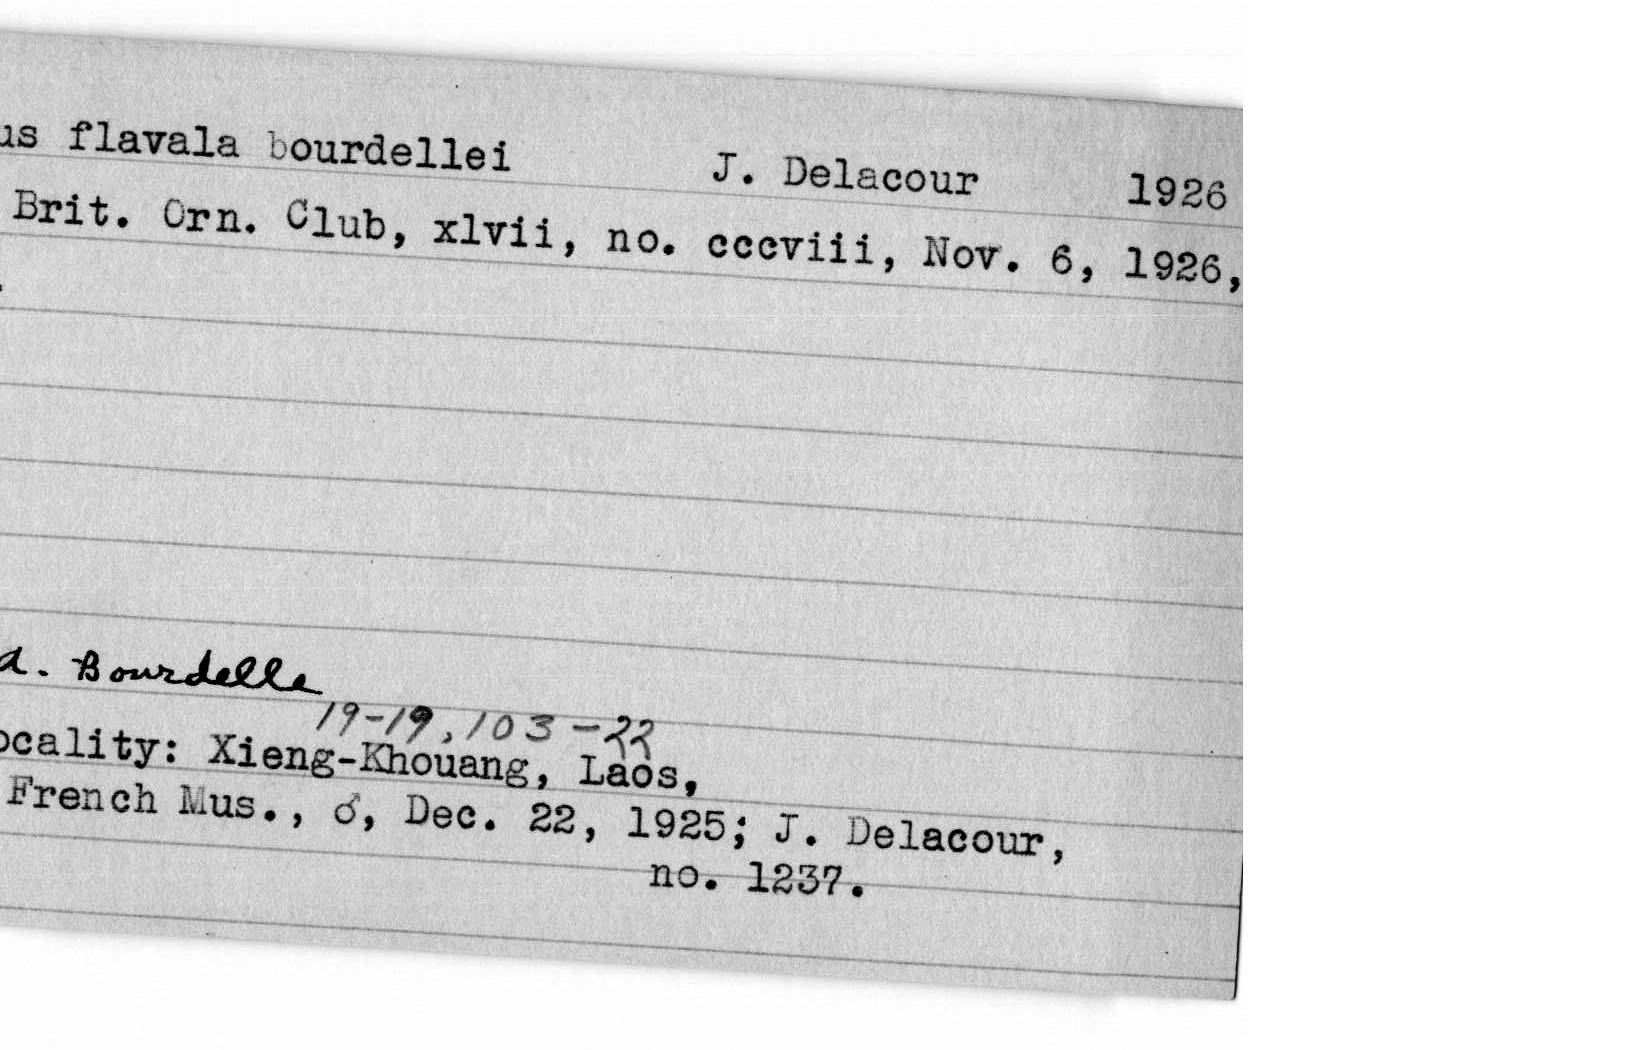 us flavala bourdellei J. Delacour 1926
Brit. Orn. Club, xlvii, no. cccviii, Nov. 6, 1926,
.
d. Bourdelle
19-19,103-22
ocality: Xieng-Khouang, Laos,
French Mus., ♂, Dec. 22, 1925; J. Delacour,
no. 1237.